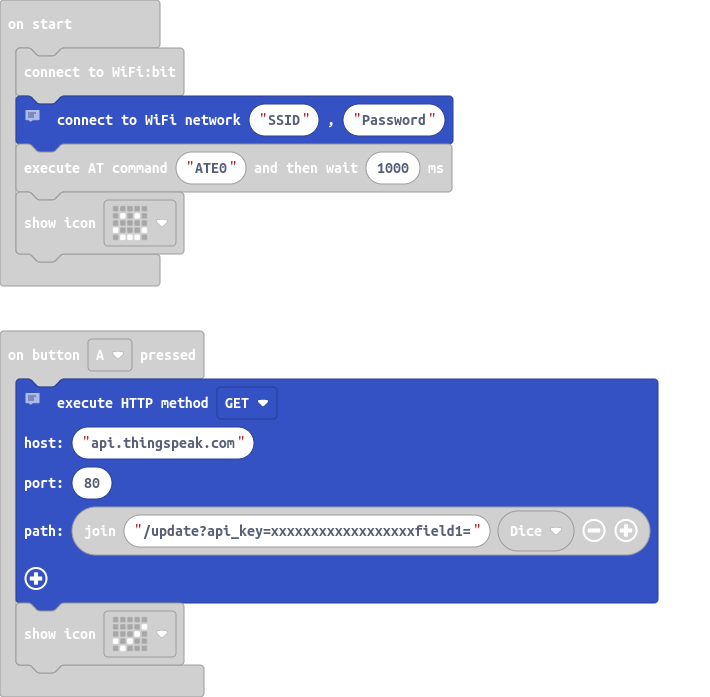 on start
connect to WiFi:bit
connect to WiFi network "SSID" , "Password"
execute AT command "ATE0" and then wait 1000 ms
show icon
on button A pressed
execute HTTP method GET
host: "api.thingspeak.com"
port: 80
path: join "/update?api_key=xxxxxxxxxxxxxxxxxxfield1=" Dice
show icon